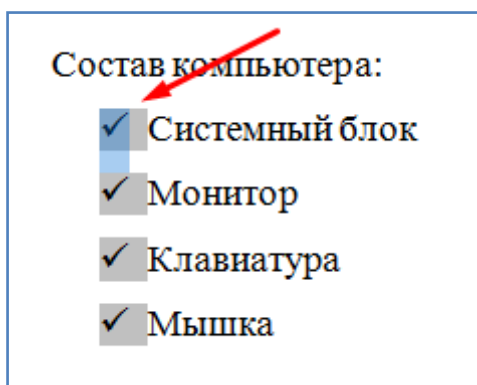 Состав компьютера:
✓ Системный блок
✓ Монитор
✓ Клавиатура
✓ Мышка